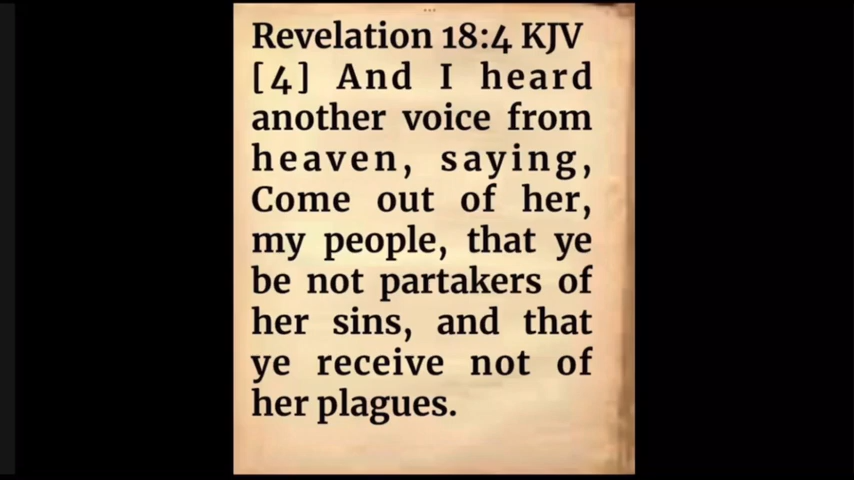 Revelation 18:4 KJV
[4] And I heard
another voice from
heaven, saying,
Come out of her,
my people, that ye
be not partakers of
her sins, and that
ye receive not of
her plagues.